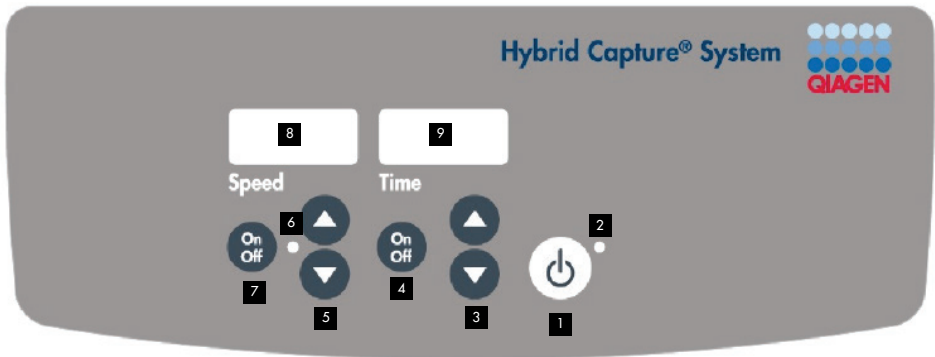 Hybrid Capture® System
QIAGEN
8
9
Speed
Time
6
2
On
Off
On
Off
7
5
4
3
1